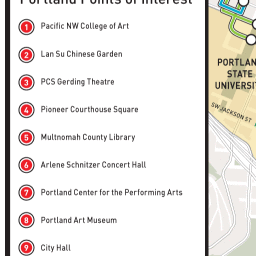 Portland Points of Interest
1 Pacific NW College of Art
2 Lan Su Chinese Garden
3 PCS Gerding Theatre
4 Pioneer Courthouse Square
5 Multnomah County Library
6 Arlene Schnitzer Concert Hall
7 Portland Center for the Performing Arts
8 Portland Art Museum
9 City Hall
PORTLAN
STATE
UNIVERSI
SW JACKSON ST